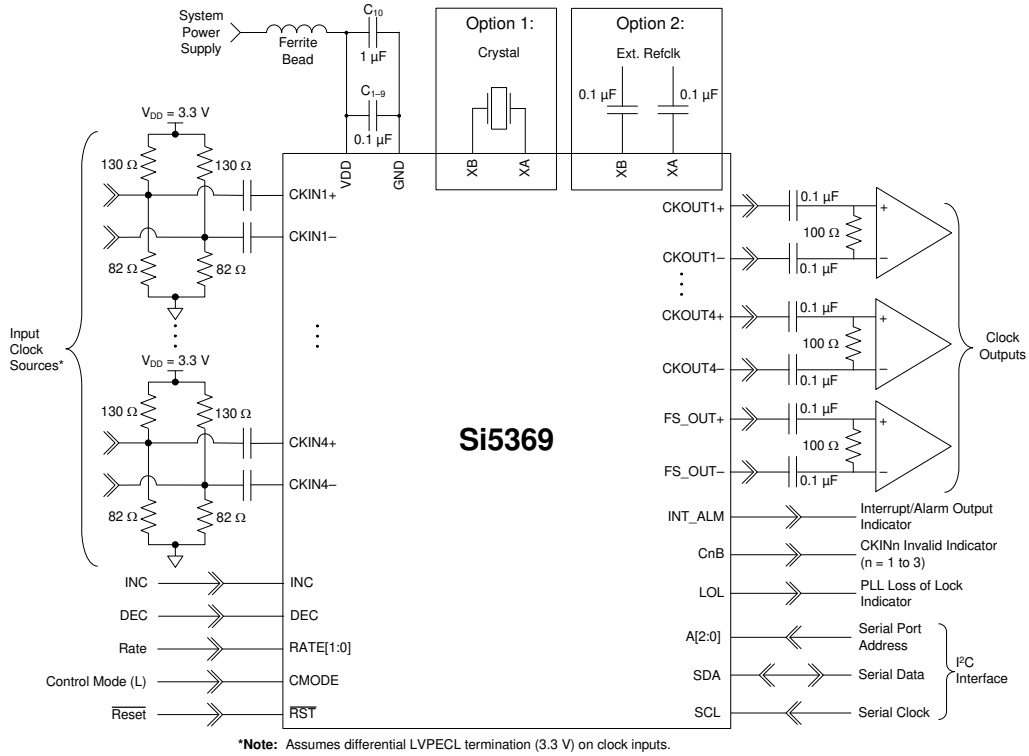 System
Power
Supply
Ferrite
Bead
C10
1 µF
C1–9
0.1 µF
Option 1:
Crystal
XB
XA
Option 2:
Ext. Refclk
0.1 µF
0.1 µF
XB
XA
VDD
GND
VDD = 3.3 V
130 Ω
130 Ω
CKIN1+
CKIN1–
82 Ω
82 Ω
Input
Clock
Sources*
VDD = 3.3 V
130 Ω
130 Ω
CKIN4+
CKIN4–
82 Ω
82 Ω
INC
INC
DEC
DEC
Rate
RATE[1:0]
Control Mode (L)
CMODE
Reset
RST
Si5369
CKOUT1+
0.1 µF
+
100 Ω
CKOUT1–
–
0.1 µF
CKOUT4+
0.1 µF
+
100 Ω
CKOUT4–
–
0.1 µF
FS_OUT+
0.1 µF
+
100 Ω
FS_OUT–
–
0.1 µF
Clock
Outputs
INT_ALM
Interrupt/Alarm Output
Indicator
CnB
CKINn Invalid Indicator
(n = 1 to 3)
LOL
PLL Loss of Lock
Indicator
A[2:0]
Serial Port
Address
SDA
Serial Data
SCL
Serial Clock
I²C
Interface
*Note: Assumes differential LVPECL termination (3.3 V) on clock inputs.